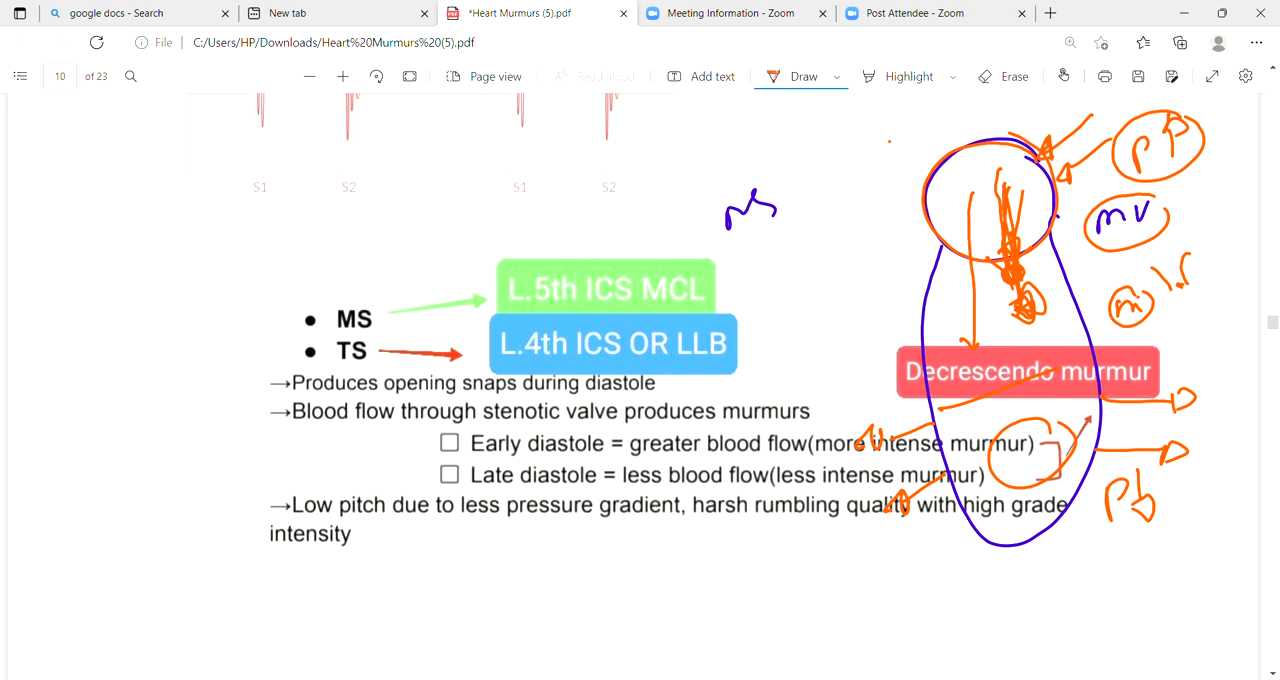 google docs - Search
New tab
*Heart Murmurs (5).pdf
Meeting Information - Zoom
Post Attendee - Zoom
File
C:/Users/HP/Downloads/Heart%20Murmurs%20(5).pdf
10 of 23
Page view
Read aloud
Add text
Draw
Highlight
Erase
S1 S2 S1 S2
MS
MV
L.5th ICS MCL
• MS
L.4th ICS OR LLB
• TS
Decrescendo murmur
→Produces opening snaps during diastole
→Blood flow through stenotic valve produces murmurs
Early diastole = greater blood flow(more intense murmur)
Late diastole = less blood flow(less intense murmur)
→Low pitch due to less pressure gradient, harsh rumbling quality with high grade
intensity